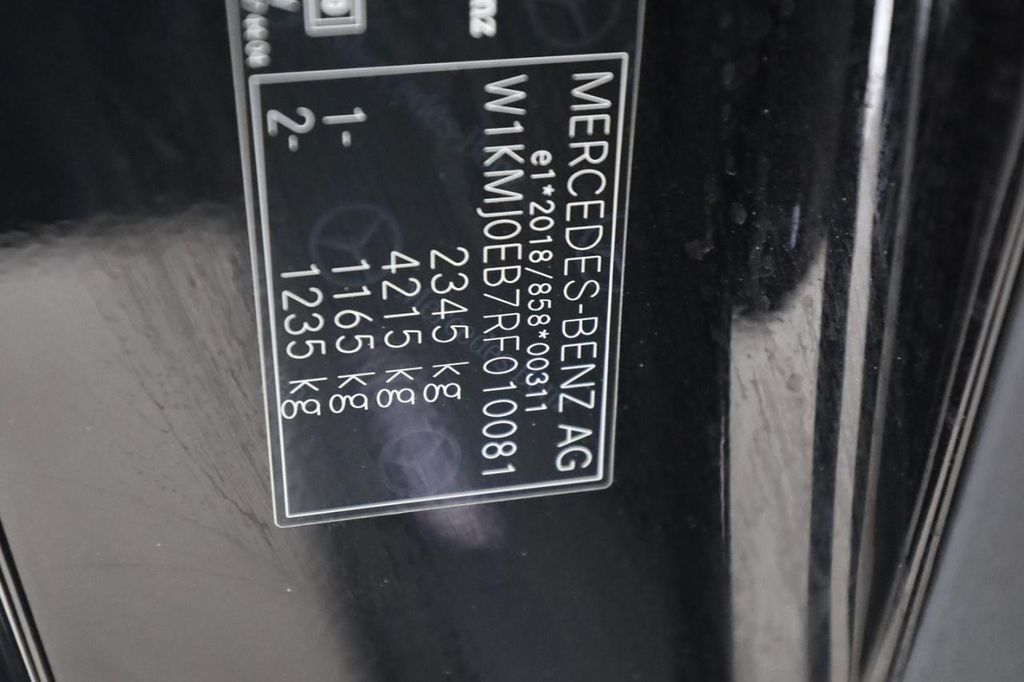 MERCEDES-BENZ AG
e1*2018/858*00311
W1KMJ0EB7RF010081
2345 kg
4215 kg
1- 1165 kg
2- 1235 kg